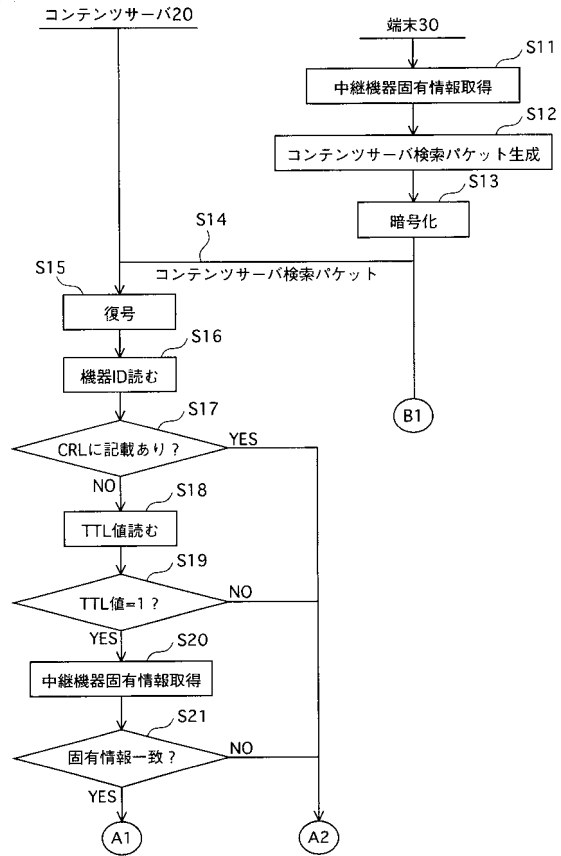 コンテンツサーバ20
端末30
S11
中継機器固有情報取得
S12
コンテンツサーバ検索パケット生成
S13
暗号化
S14
コンテンツサーバ検索パケット
S15
復号
S16
機器ID読む
B1
S17
CRLに記載あり?
YES
NO
S18
TTL値読む
S19
TTL値=1?
NO
YES
S20
中継機器固有情報取得
S21
固有情報一致?
NO
YES
A1
A2